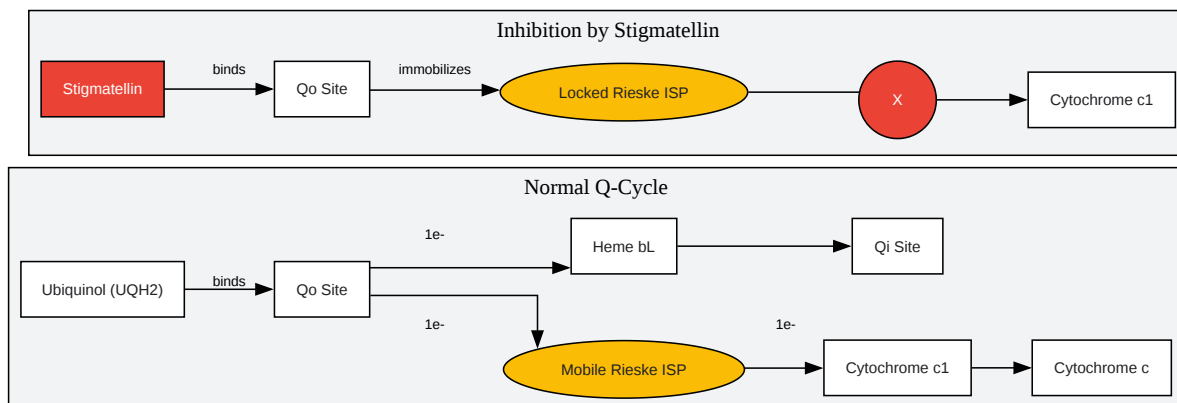 Inhibition by Stigmatellin
Stigmatellin
binds
Qo Site
immobilizes
Locked Rieske ISP
X
Cytochrome c1
Normal Q-Cycle
Ubiquinol (UQH2)
binds
Qo Site
1e-
Heme bL
Qi Site
1e-
Mobile Rieske ISP
1e-
Cytochrome c1
Cytochrome c